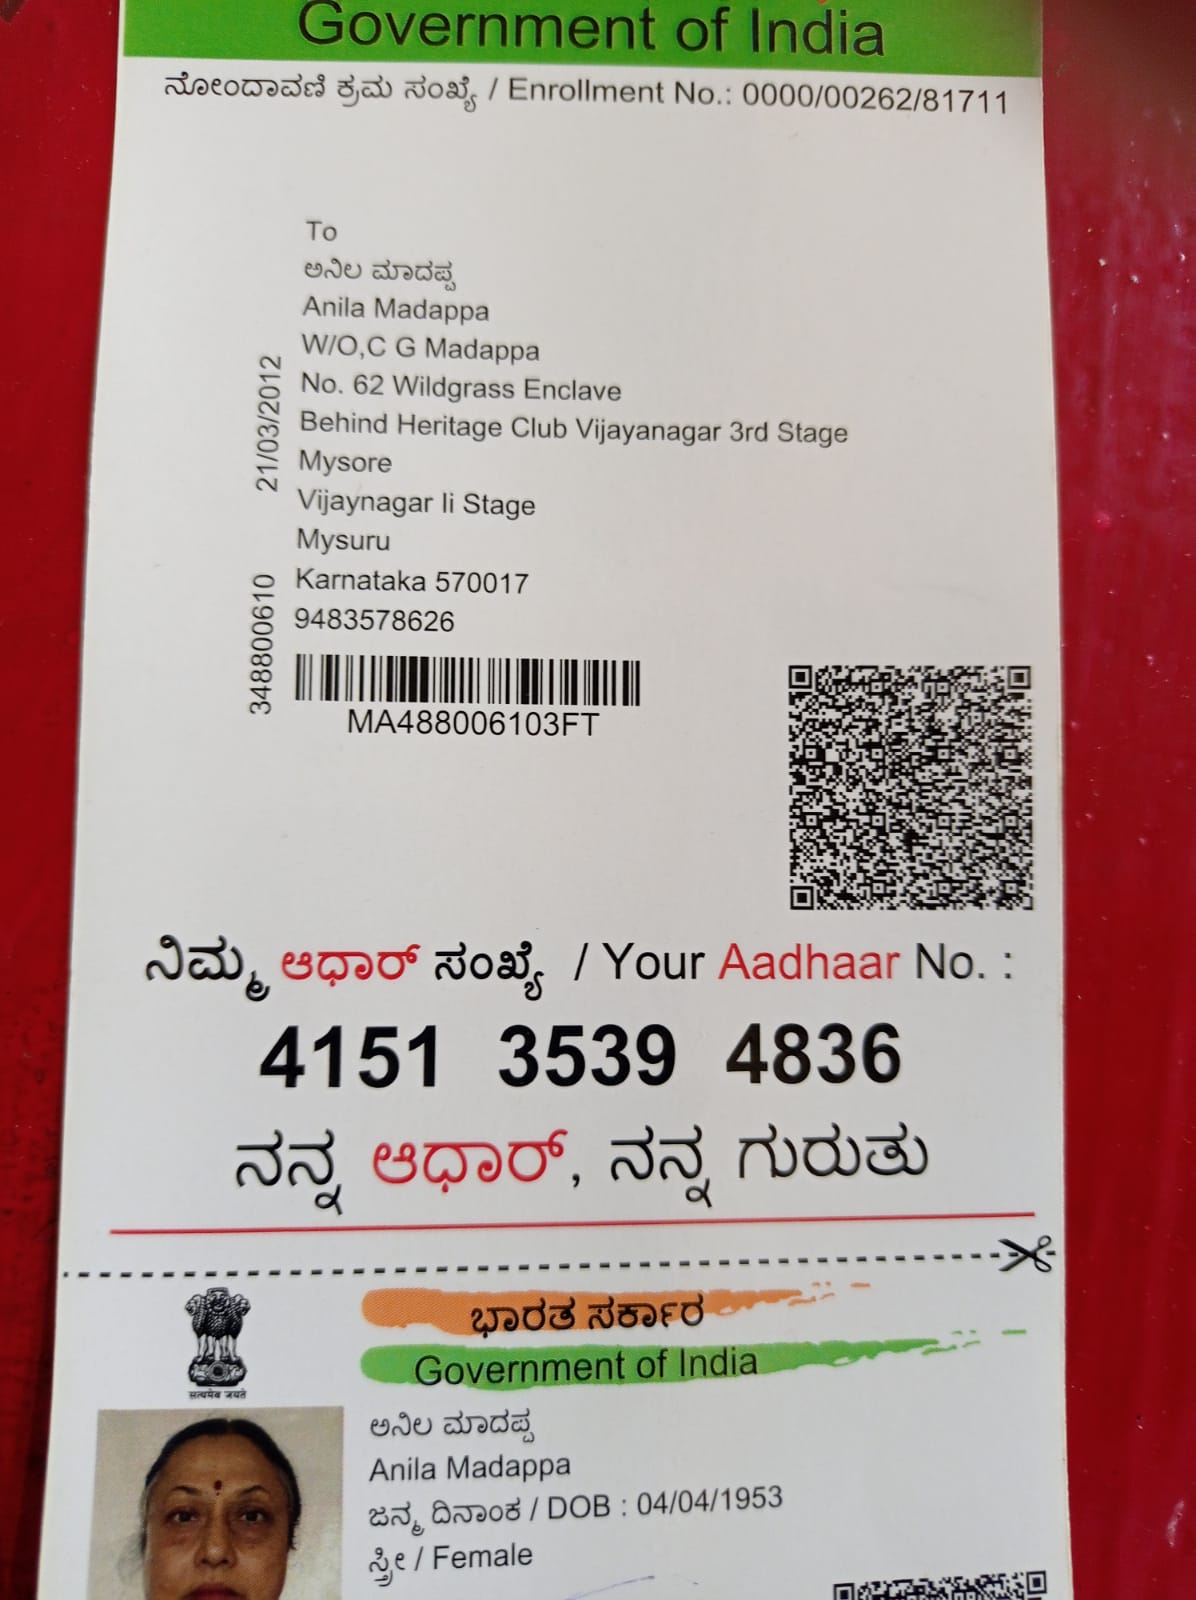 Government of India
ನೋಂದಾವಣಿ ಕ್ರಮ ಸಂಖ್ಯೆ / Enrollment No.: 0000/00262/81711
To
ಅನಿಲ ಮಾದಪ್ಪ
Anila Madappa
W/O,C G Madappa
No. 62 Wildgrass Enclave
Behind Heritage Club Vijayanagar 3rd Stage
Mysore
Vijaynagar Ii Stage
Mysuru
Karnataka 570017
9483578626
21/03/2012
348800610
MA488006103FT
ನಿಮ್ಮ ಆಧಾರ್ ಸಂಖ್ಯೆ / Your Aadhaar No. :
4151 3539 4836
ನನ್ನ ಆಧಾರ್, ನನ್ನ ಗುರುತು
ಭಾರತ ಸರ್ಕಾರ
Government of India
सत्यमेव जयते
ಅನಿಲ ಮಾದಪ್ಪ
Anila Madappa
ಜನ್ಮ ದಿನಾಂಕ / DOB : 04/04/1953
ಸ್ತ್ರೀ / Female